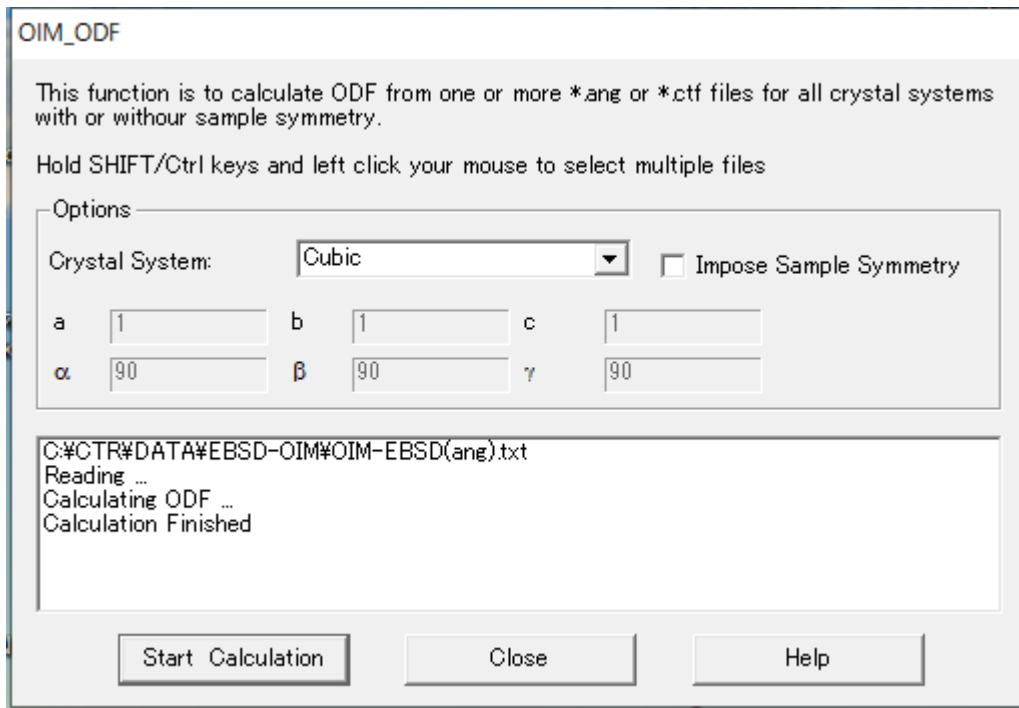 OIM_ODF
This function is to calculate ODF from one or more *.ang or *.ctf files for all crystal systems
with or withour sample symmetry.
Hold SHIFT/Ctrl keys and left click your mouse to select multiple files
Options
Crystal System: Cubic Impose Sample Symmetry
a 1 b 1 c 1
α 90 β 90 γ 90
C:¥CTR¥DATA¥EBSD-OIM¥OIM-EBSD(ang).txt
Reading ...
Calculating ODF ...
Calculation Finished
Start Calculation Close Help